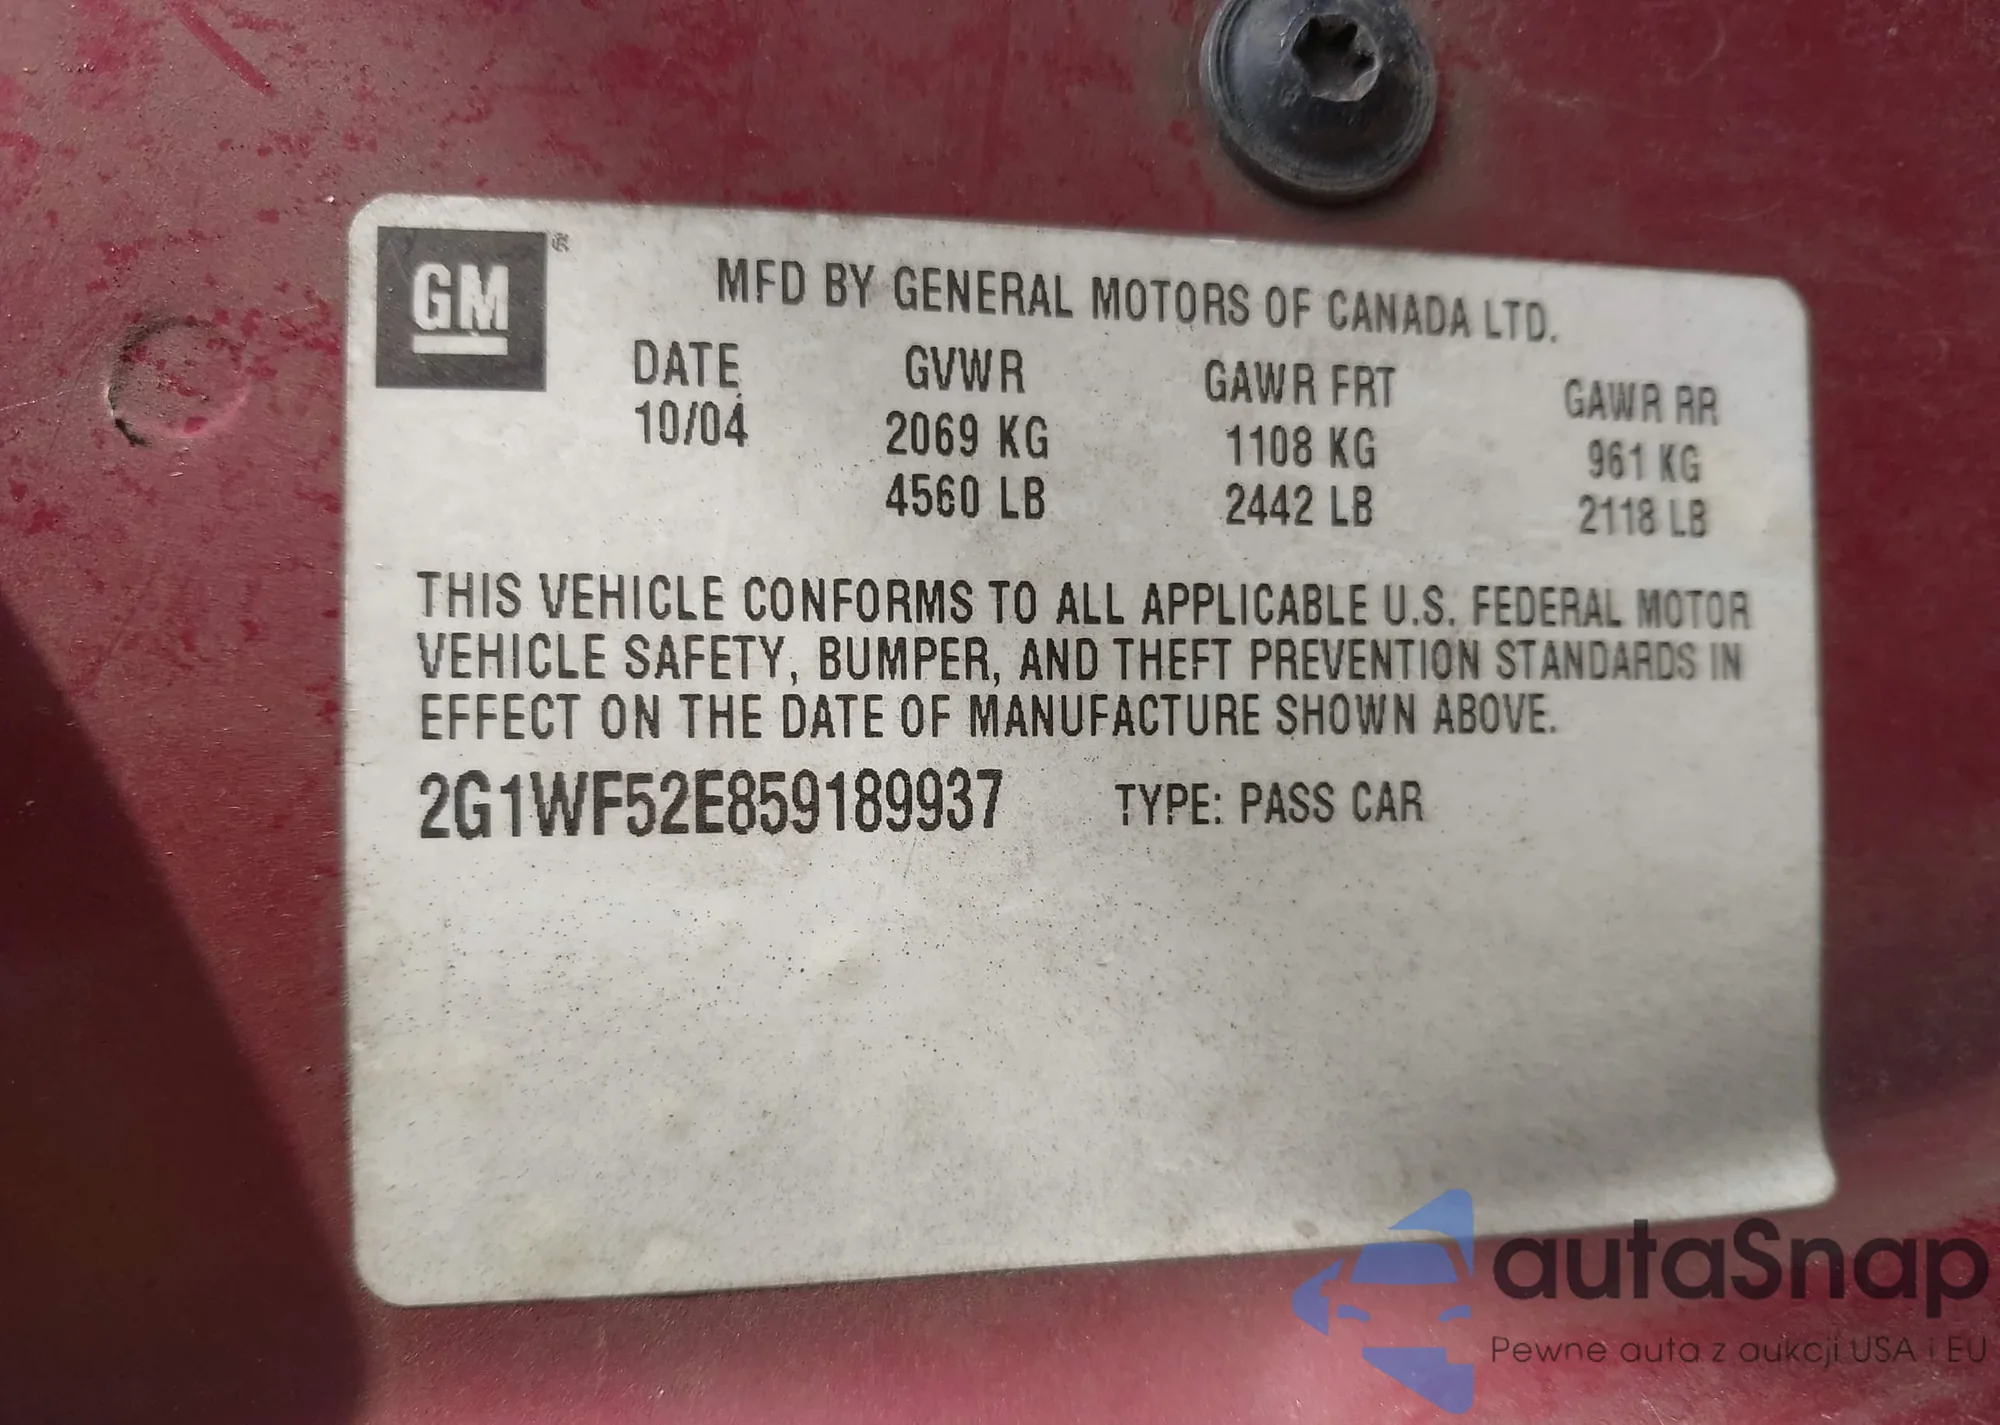 GM®
MFD BY GENERAL MOTORS OF CANADA LTD.
DATE GVWR GAWR FRT GAWR RR
10/04 2069 KG 1108 KG 961 KG
4560 LB 2442 LB 2118 LB
THIS VEHICLE CONFORMS TO ALL APPLICABLE U.S. FEDERAL MOTOR
VEHICLE SAFETY, BUMPER, AND THEFT PREVENTION STANDARDS IN
EFFECT ON THE DATE OF MANUFACTURE SHOWN ABOVE.
2G1WF52E859189937 TYPE: PASS CAR
autaSnap
Pewne auta z aukcji USA i EU